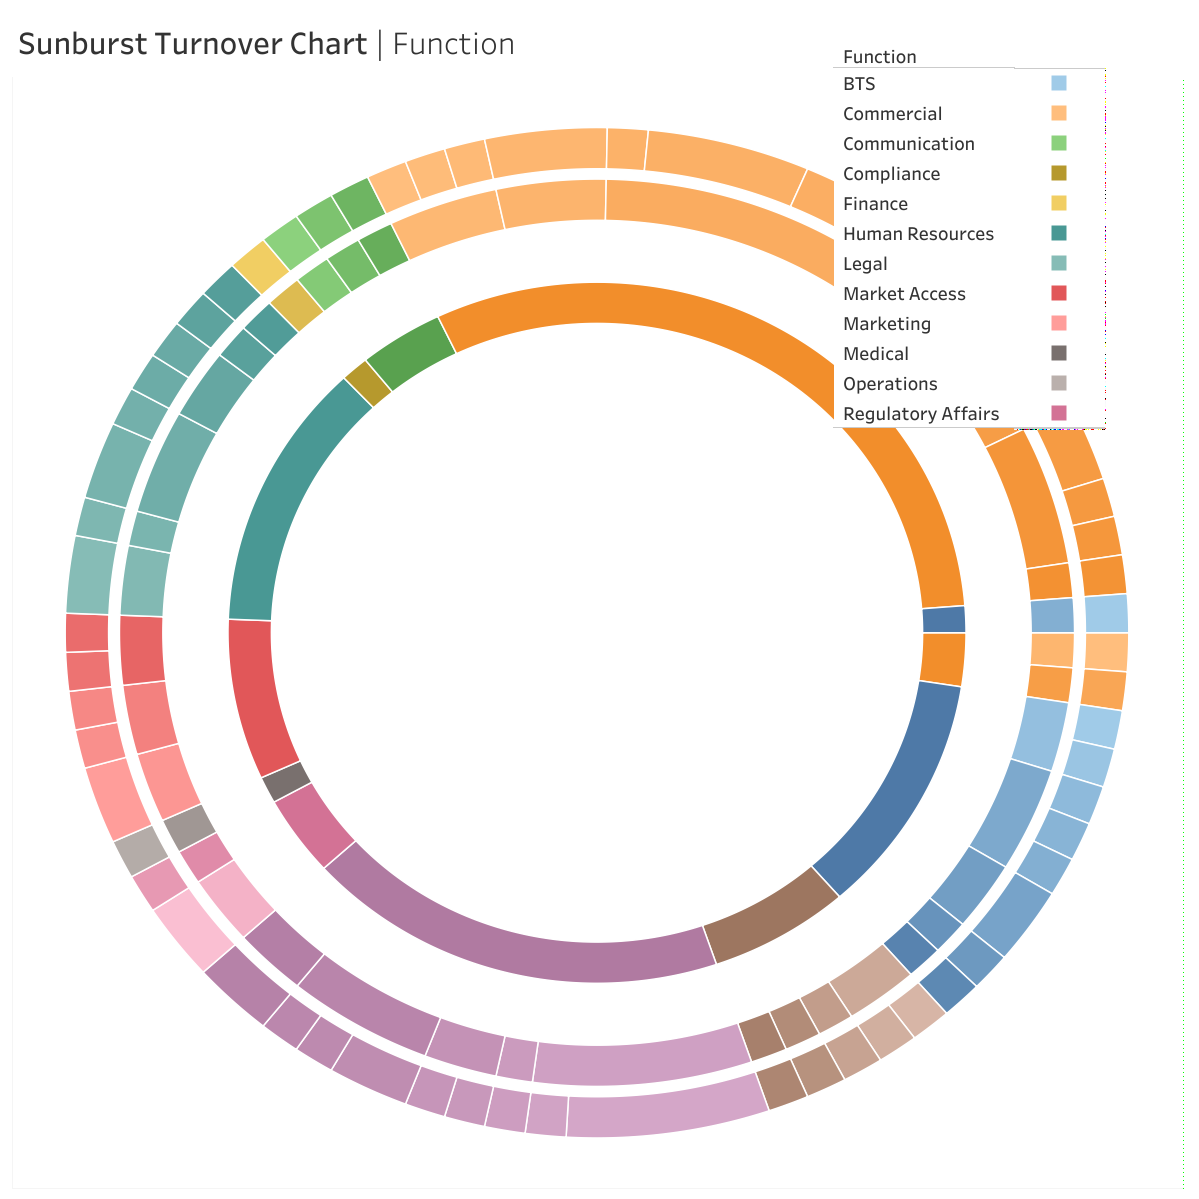 Sunburst Turnover Chart | Function
Function
BTS
Commercial
Communication
Compliance
Finance
Human Resources
Legal
Market Access
Marketing
Medical
Operations
Regulatory Affairs